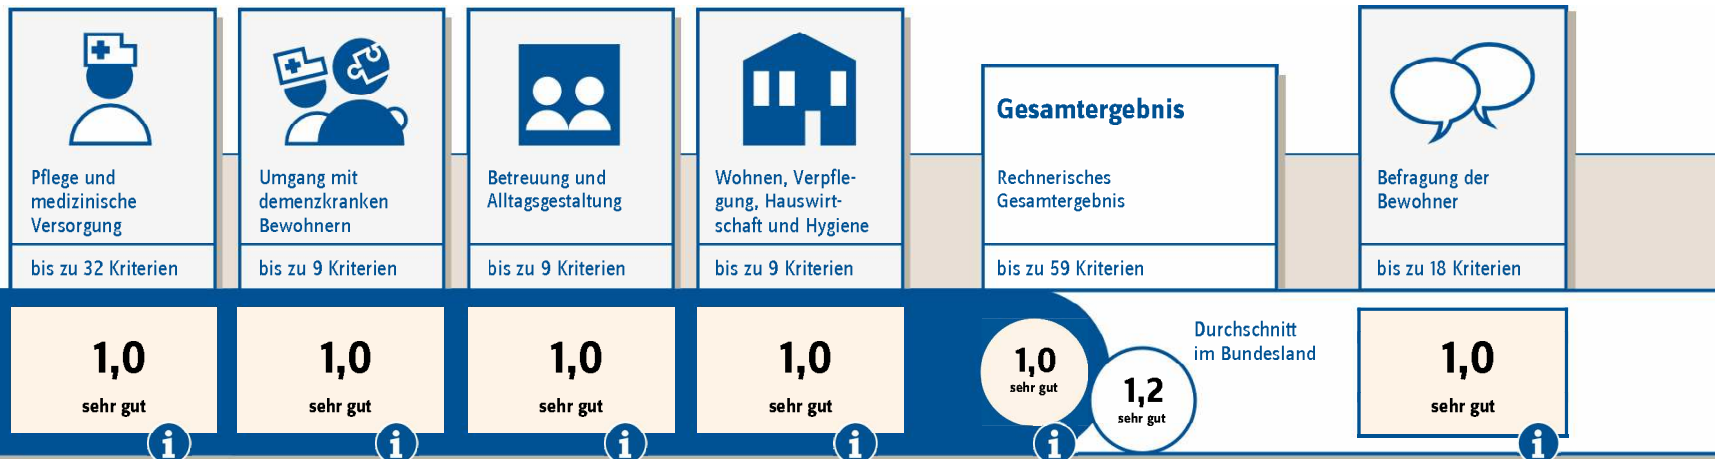 Pflege und
medizinische
Versorgung
bis zu 32 Kriterien
1,0
sehr gut
i
Umgang mit
demenzkranken
Bewohnern
bis zu 9 Kriterien
1,0
sehr gut
i
Betreuung und
Alltagsgestaltung
bis zu 9 Kriterien
1,0
sehr gut
i
Wohnen, Verpfle-
gung, Hauswirt-
schaft und Hygiene
bis zu 9 Kriterien
1,0
sehr gut
i
Gesamtergebnis
Rechnerisches
Gesamtergebnis
bis zu 59 Kriterien
1,0
sehr gut
i
Durchschnitt
im Bundesland
1,2
sehr gut
Befragung der
Bewohner
bis zu 18 Kriterien
1,0
sehr gut
i